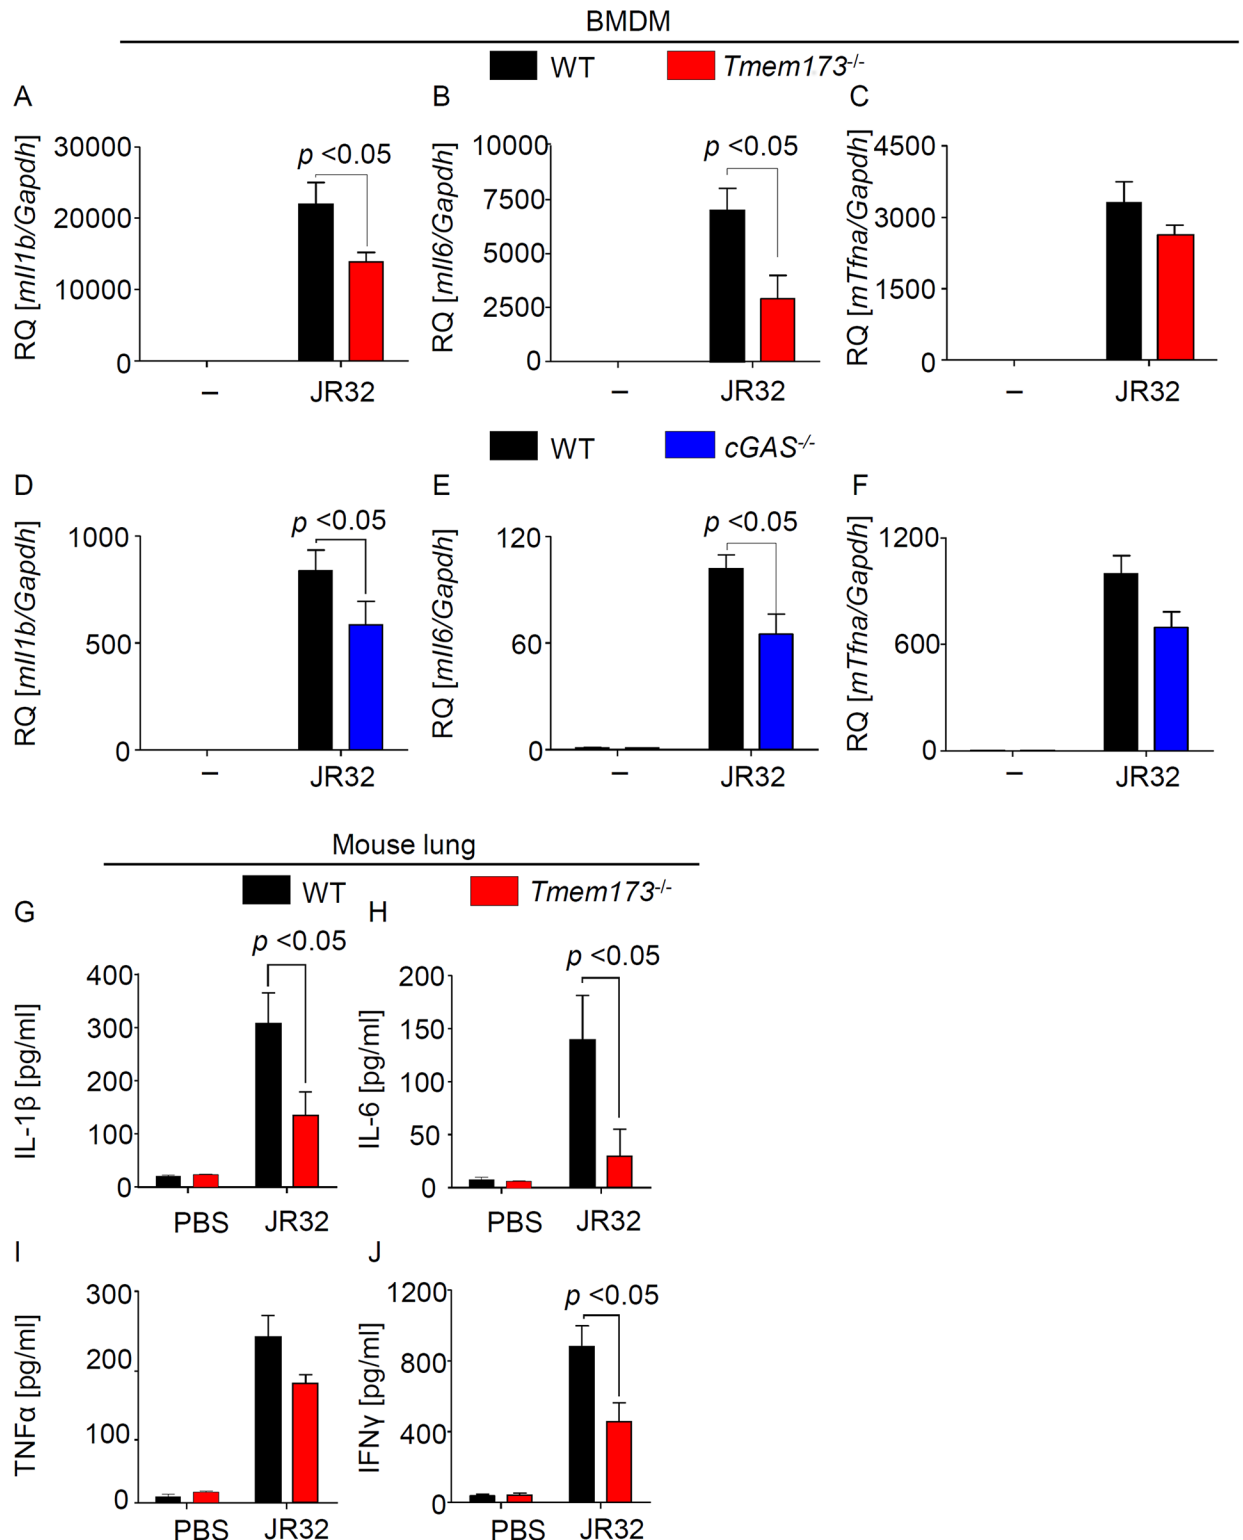 BMDM
WT Tmem173-/-
A B C
RQ [mIl1b/Gapdh]
30000
20000
10000
0
p <0.05
– JR32
RQ [mIl6/Gapdh]
10000
7500
5000
2500
0
p <0.05
– JR32
RQ [mTfna/Gapdh]
4500
3000
1500
0
– JR32
WT cGAS-/-
D E F
RQ [mIl1b/Gapdh]
1000
500
0
p <0.05
– JR32
RQ [mIl6/Gapdh]
120
60
0
p <0.05
– JR32
RQ [mTfna/Gapdh]
1200
600
0
– JR32
Mouse lung
WT Tmem173-/-
G H
IL-1β [pg/ml]
400
300
200
100
0
p <0.05
PBS JR32
IL-6 [pg/ml]
200
150
100
50
0
p <0.05
PBS JR32
I J
TNFα [pg/ml]
300
200
100
0
PBS JR32
IFNγ [pg/ml]
1200
800
400
0
p <0.05
PBS JR32